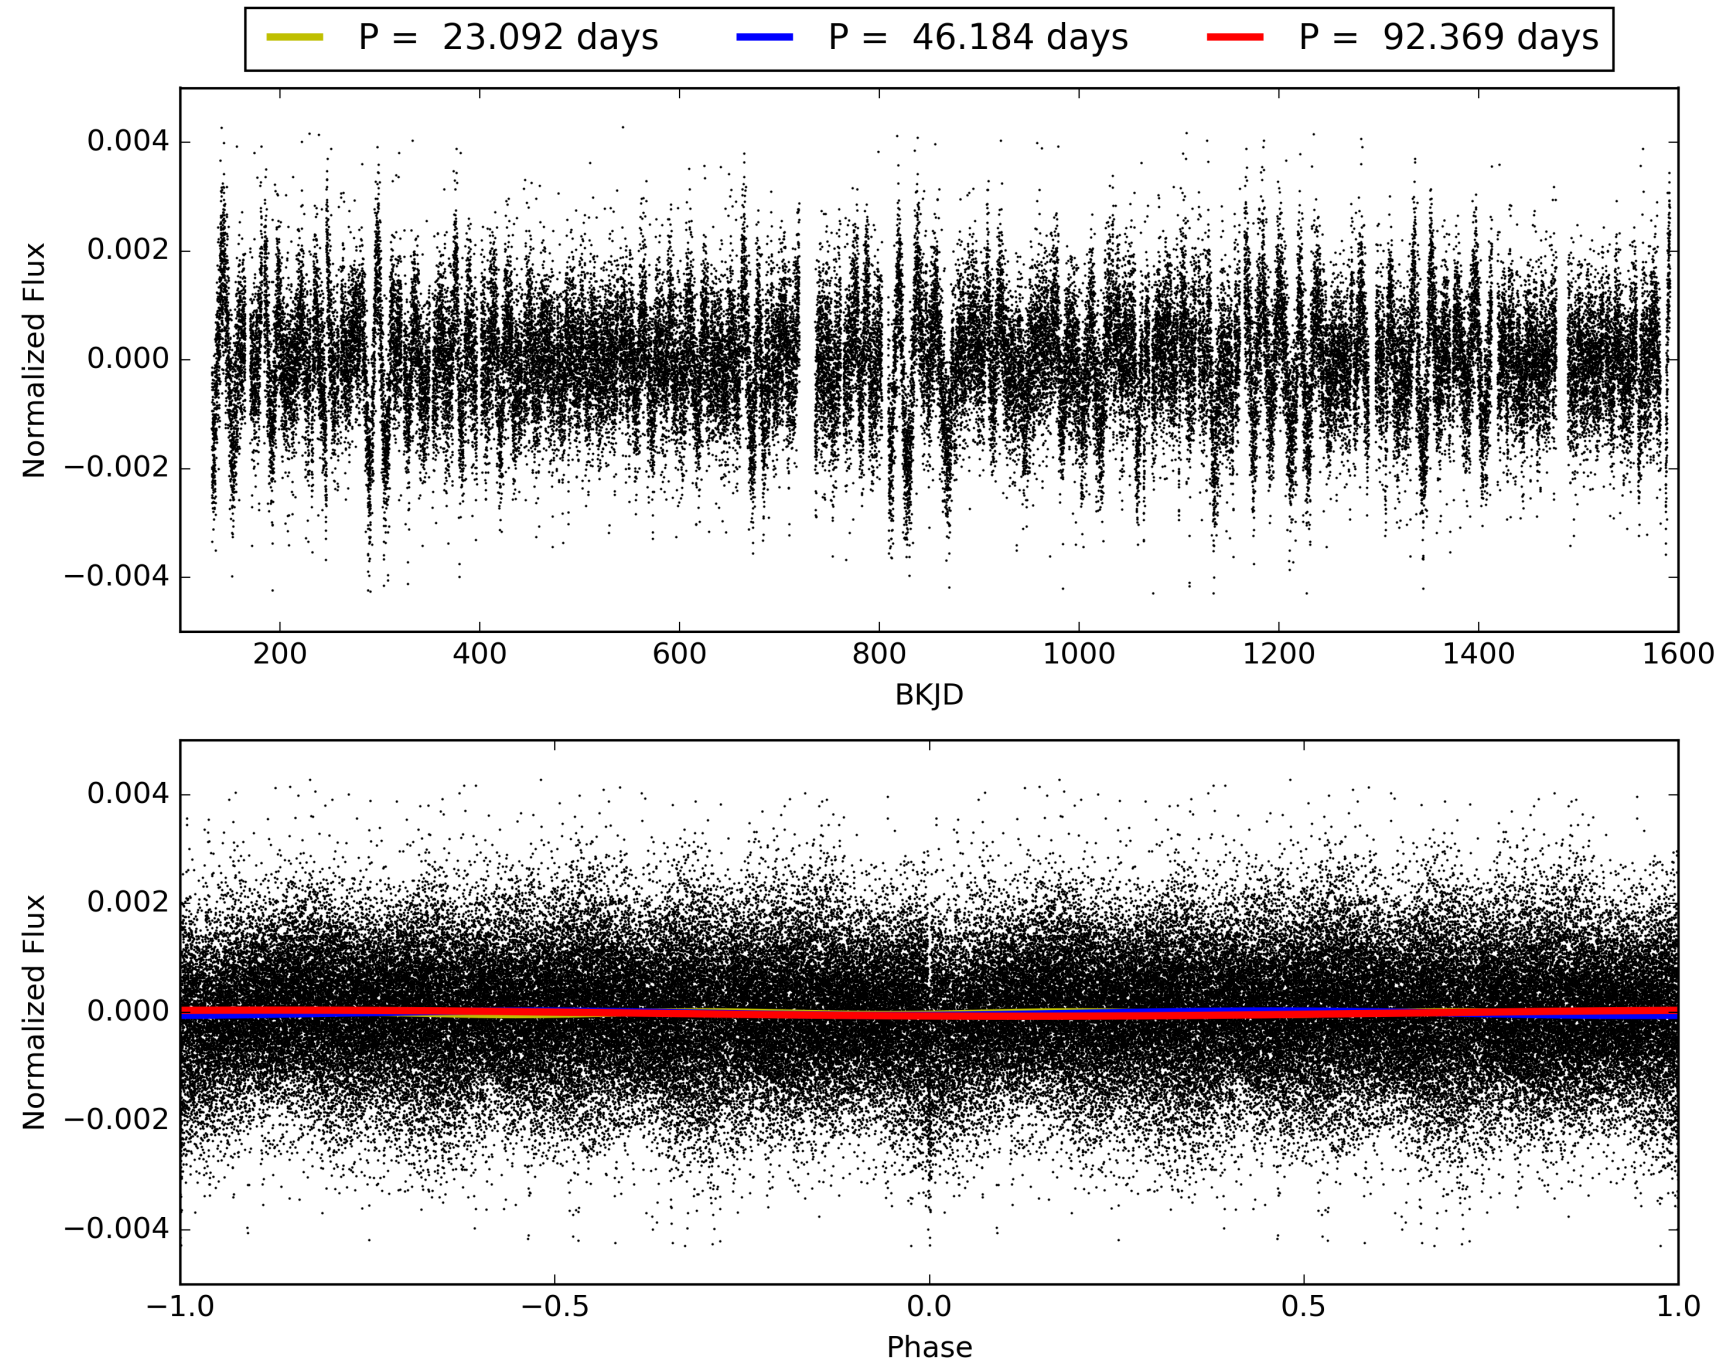 P = 23.092 days P = 46.184 days P = 92.369 days
0.004
0.002
0.000
−0.002
−0.004
Normalized Flux
200 400 600 800 1000 1200 1400 1600
BKJD
0.004
0.002
0.000
−0.002
−0.004
Normalized Flux
−1.0 −0.5 0.0 0.5 1.0
Phase